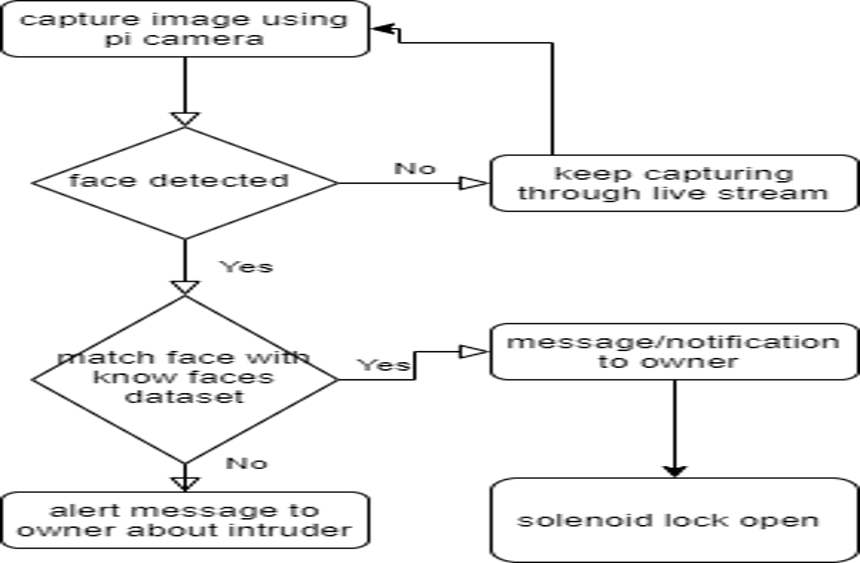 capture image using
pi camera
face detected
No
keep capturing
through live stream
Yes
match face with
know faces
dataset
Yes
message/notification
to owner
No
alert message to
owner about intruder
solenoid lock open